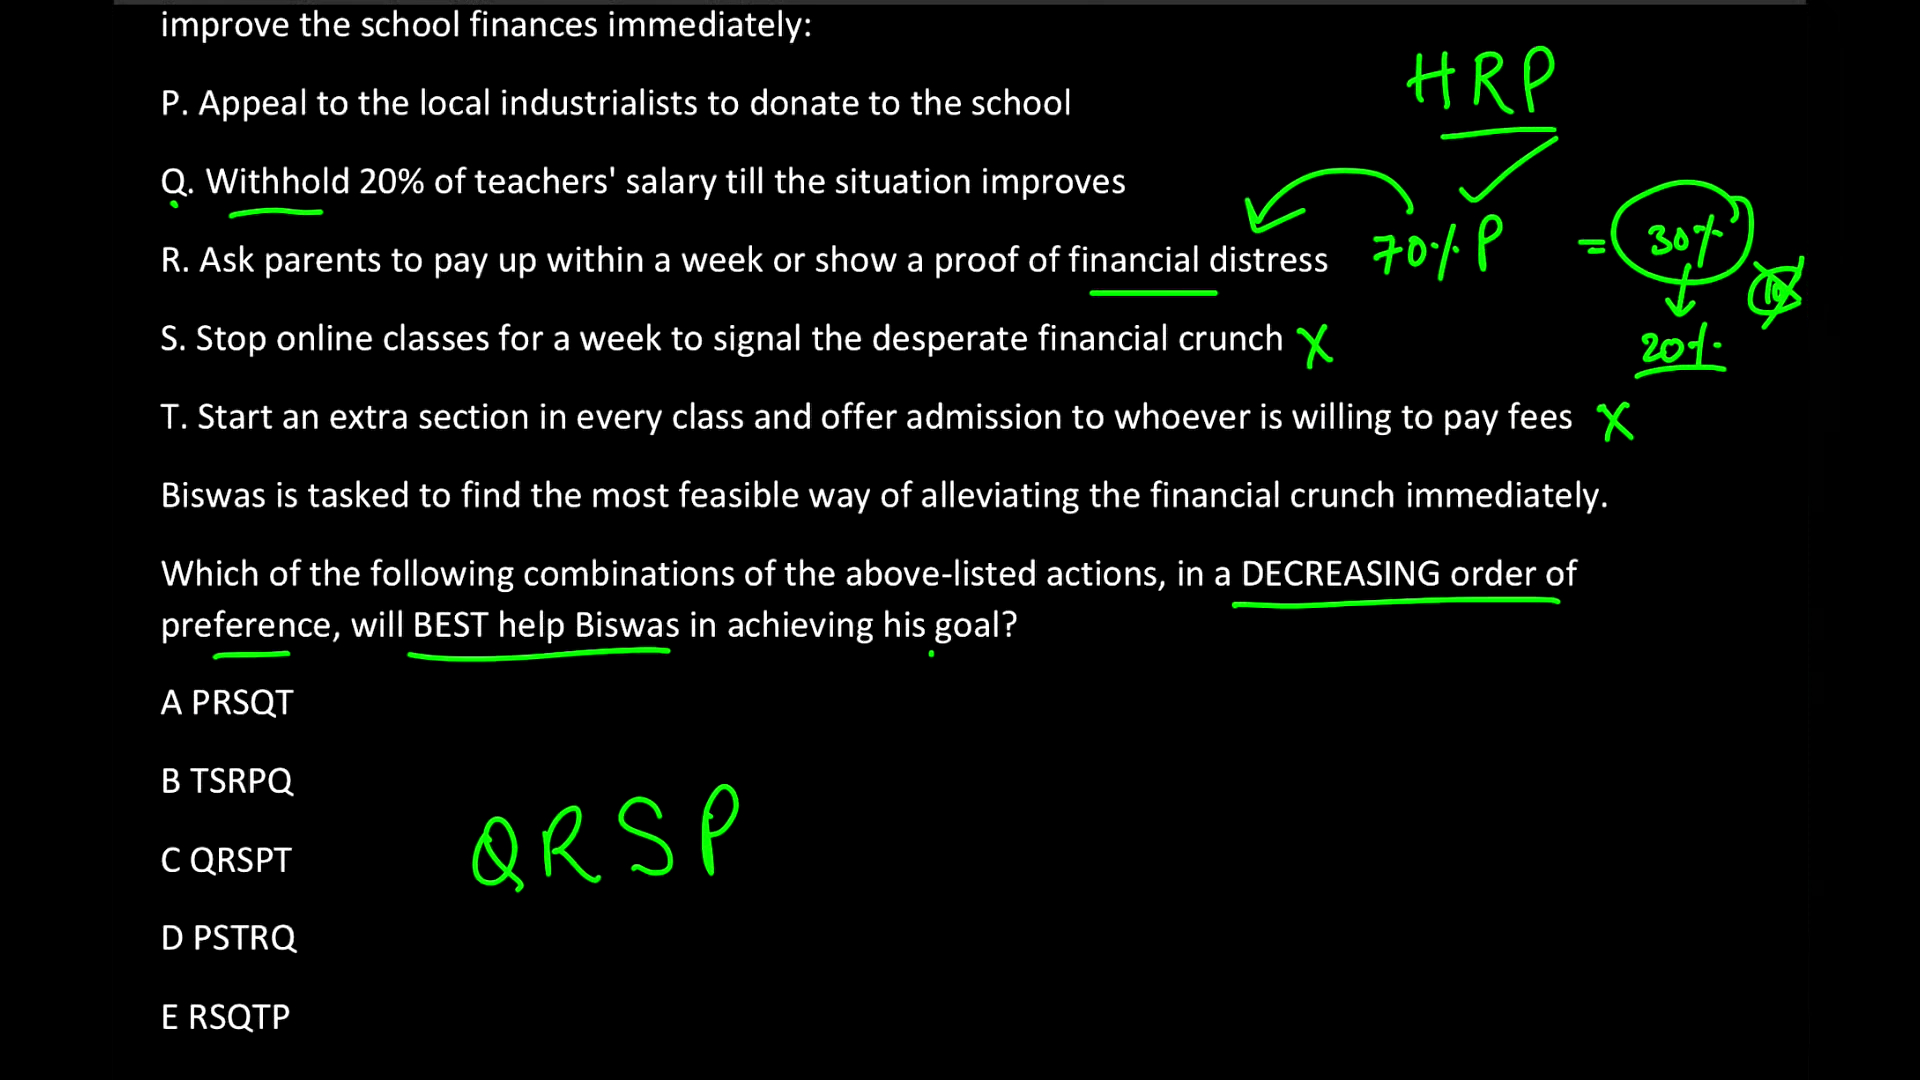 improve the school finances immediately:
HRP
P. Appeal to the local industrialists to donate to the school
Q. Withhold 20% of teachers' salary till the situation improves
R. Ask parents to pay up within a week or show a proof of financial distress
70% P = 30%
S. Stop online classes for a week to signal the desperate financial crunch X
20%
T. Start an extra section in every class and offer admission to whoever is willing to pay fees X
Biswas is tasked to find the most feasible way of alleviating the financial crunch immediately.
Which of the following combinations of the above-listed actions, in a DECREASING order of
preference, will BEST help Biswas in achieving his goal?
A PRSQT
B TSRPQ
C QRSPT
QRSP
D PSTRQ
E RSQTP